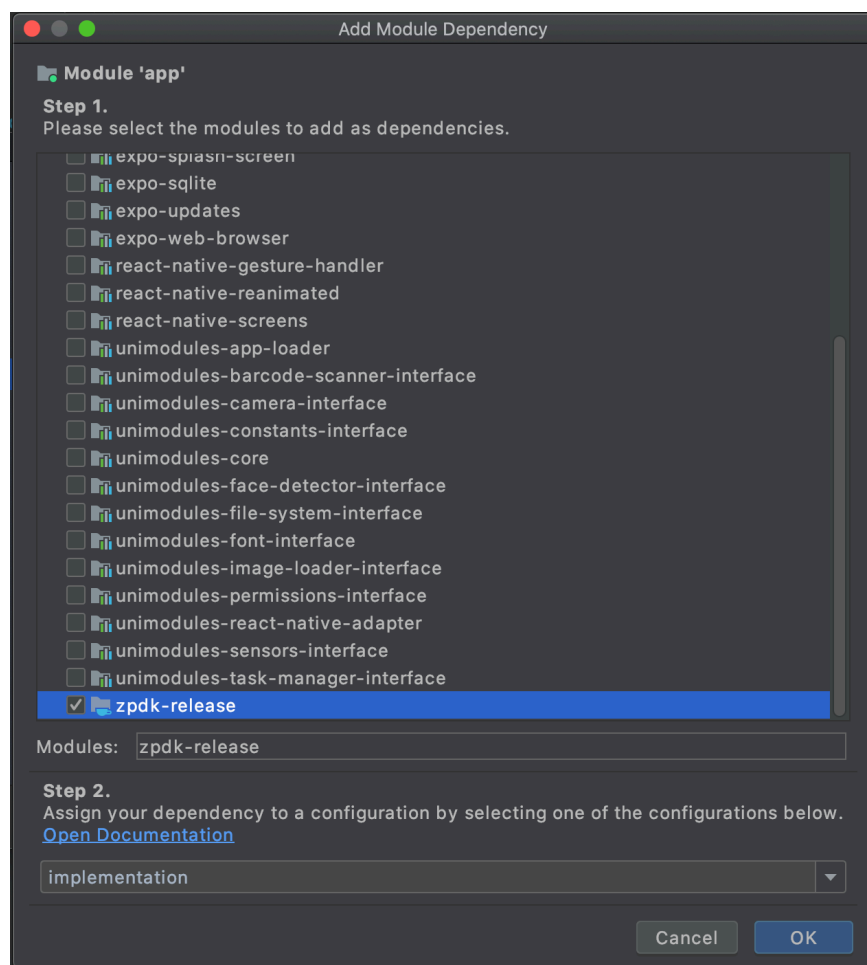 Add Module Dependency
Module 'app'
Step 1.
Please select the modules to add as dependencies.
expo-splash-screen
expo-sqlite
expo-updates
expo-web-browser
react-native-gesture-handler
react-native-reanimated
react-native-screens
unimodules-app-loader
unimodules-barcode-scanner-interface
unimodules-camera-interface
unimodules-constants-interface
unimodules-core
unimodules-face-detector-interface
unimodules-file-system-interface
unimodules-font-interface
unimodules-image-loader-interface
unimodules-permissions-interface
unimodules-react-native-adapter
unimodules-sensors-interface
unimodules-task-manager-interface
zpdk-release
Modules: zpdk-release
Step 2.
Assign your dependency to a configuration by selecting one of the configurations below.
Open Documentation
implementation
Cancel OK